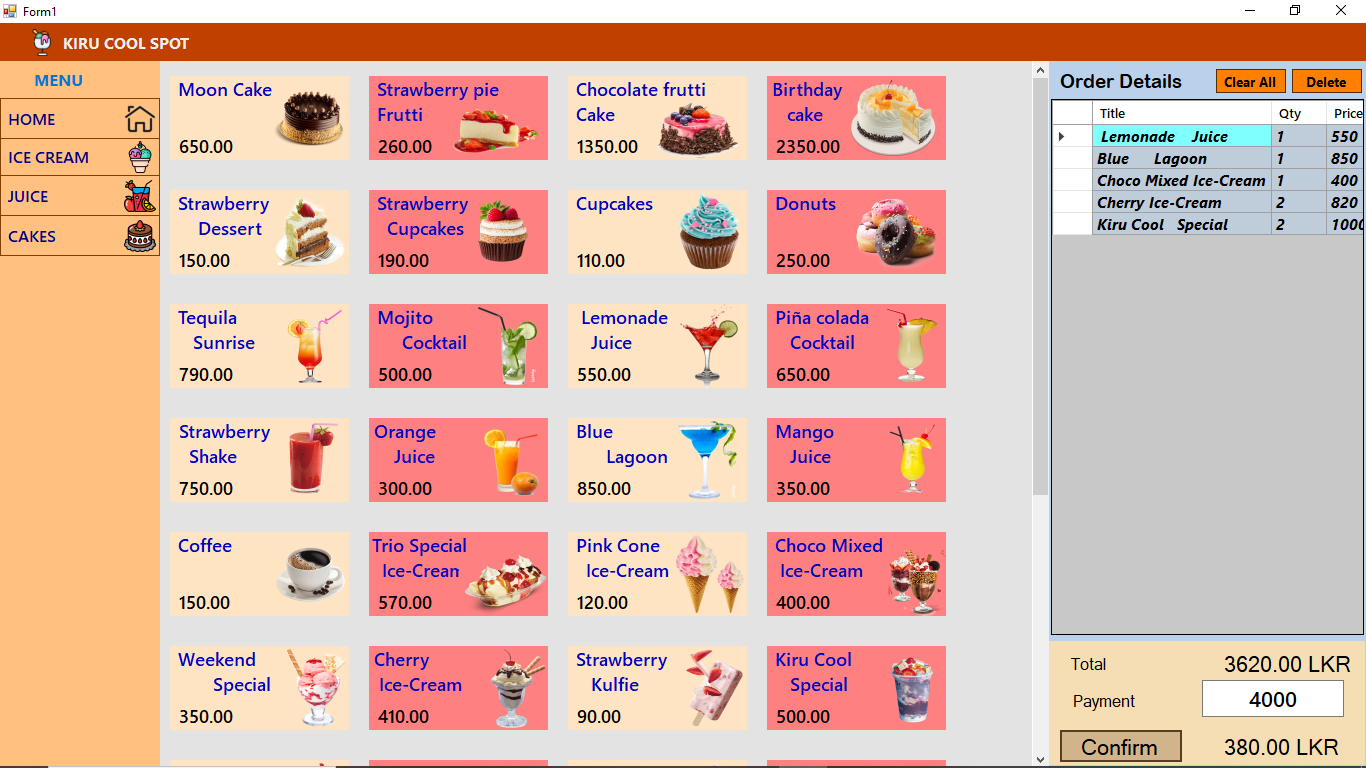 Form1
KIRU COOL SPOT
MENU
HOME
ICE CREAM
JUICE
CAKES
Moon Cake
650.00
Strawberry pie
Frutti
260.00
Chocolate frutti
Cake
1350.00
Birthday
cake
2350.00
Strawberry
Dessert
150.00
Strawberry
Cupcakes
190.00
Cupcakes
110.00
Donuts
250.00
Tequila
Sunrise
790.00
Mojito
Cocktail
500.00
Lemonade
Juice
550.00
Piña colada
Cocktail
650.00
Strawberry
Shake
750.00
Orange
Juice
300.00
Blue
Lagoon
850.00
Mango
Juice
350.00
Coffee
150.00
Trio Special
Ice-Cream
570.00
Pink Cone
Ice-Cream
120.00
Choco Mixed
Ice-Cream
400.00
Weekend
Special
350.00
Cherry
Ice-Cream
410.00
Strawberry
Kulfie
90.00
Kiru Cool
Special
500.00
Order Details Clear All Delete
Title Qty Price
Lemonade Juice 1 550
Blue Lagoon 1 850
Choco Mixed Ice-Cream 1 400
Cherry Ice-Cream 2 820
Kiru Cool Special 2 1000
Total 3620.00 LKR
Payment 4000
Confirm 380.00 LKR